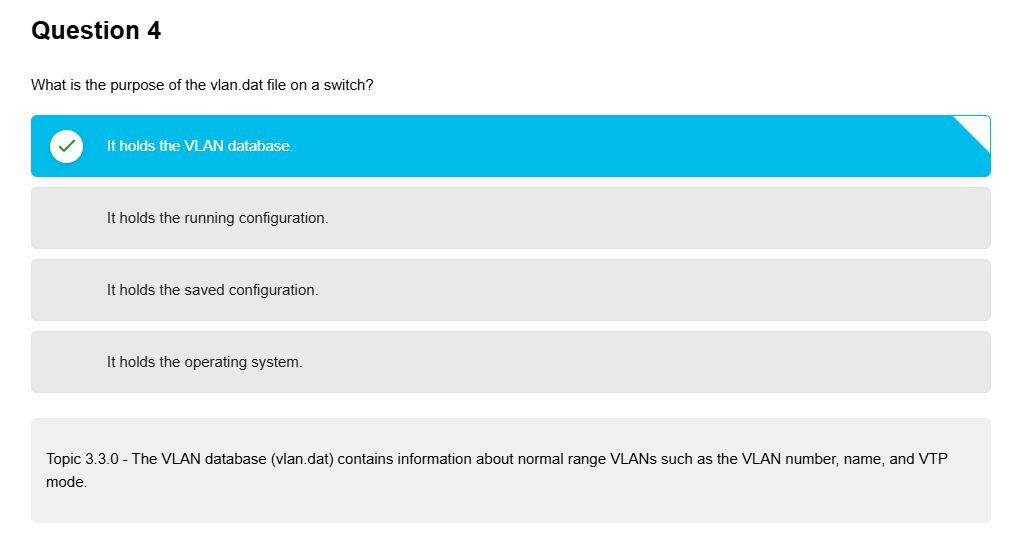 Question 4
What is the purpose of the vlan.dat file on a switch?
It holds the VLAN database.
It holds the running configuration.
It holds the saved configuration.
It holds the operating system.
Topic 3.3.0 - The VLAN database (vlan.dat) contains information about normal range VLANs such as the VLAN number, name, and VTP
mode.